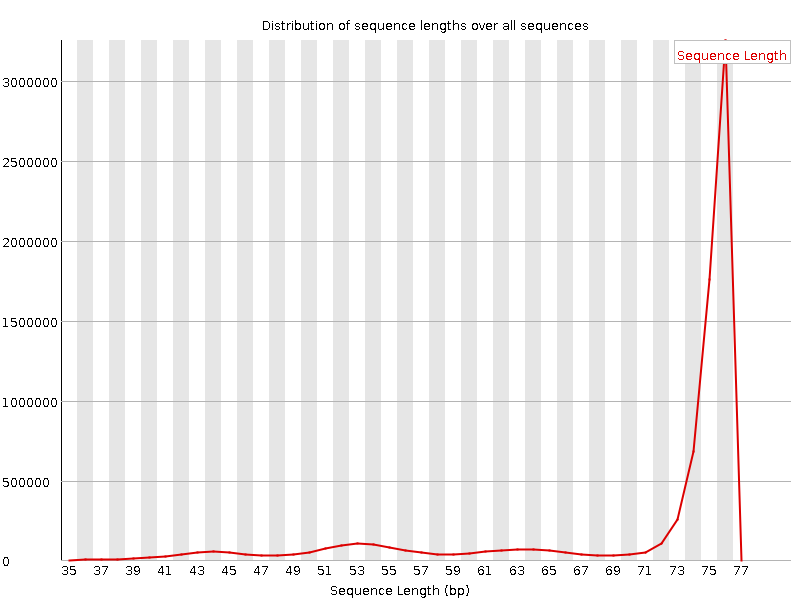 Distribution of sequence lengths over all sequences
Sequence Length
3000000
2500000
2000000
1500000
1000000
500000
0
35 37 39 41 43 45 47 49 51 53 55 57 59 61 63 65 67 69 71 73 75 77
Sequence Length (bp)